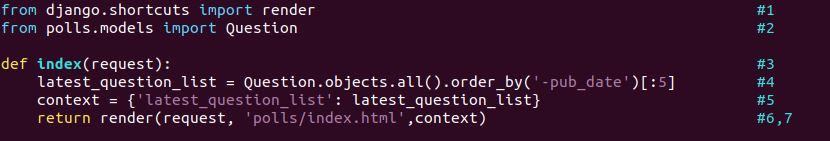 from django.shortcuts import render #1
from polls.models import Question #2
def index(request): #3
    latest_question_list = Question.objects.all().order_by('-pub_date')[:5] #4
    context = {'latest_question_list': latest_question_list} #5
    return render(request, 'polls/index.html',context) #6,7